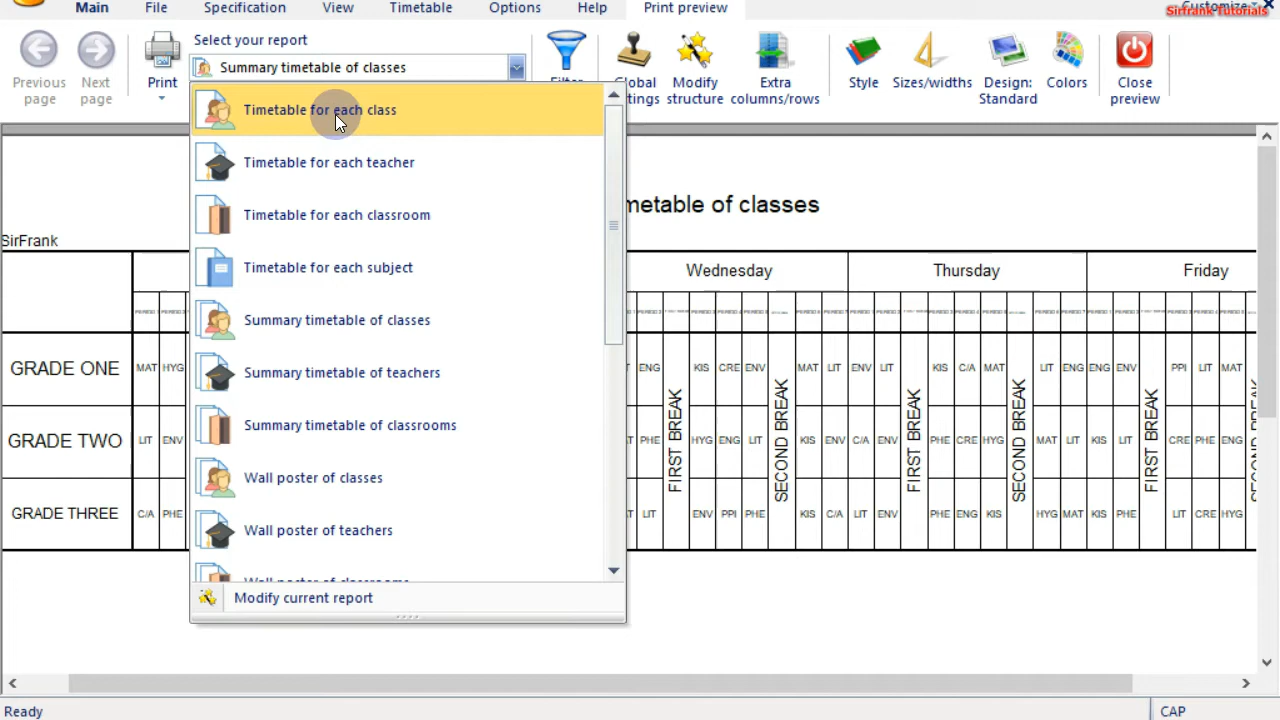 Main File Specification View Timetable Options Help Print preview Customize
Sirfrank Tutorials
Select your report
Summary timetable of classes
Previous page
Next page
Print
Filter
Global
Modify structure
Extra columns/rows
Style
Sizes/widths
Design: Standard
Colors
Close preview
Timetable for each class
Timetable for each teacher
Timetable for each classroom
Timetable for each subject
Summary timetable of classes
Summary timetable of teachers
Summary timetable of classrooms
Wall poster of classes
Wall poster of teachers
Wall poster of classrooms
Modify current report
metable of classes
SirFrank
Wednesday Thursday Friday
GRADE ONE MAT HYG ENG KIS CRE ENV MAT LIT ENV LIT KIS C/A MAT LIT ENG ENG ENV PPI LIT MAT
FIRST BREAK SECOND BREAK FIRST BREAK SECOND BREAK FIRST BREAK
GRADE TWO LIT ENV PHE HYG ENG LIT KIS ENV C/A LIT PHE CRE HYG MAT LIT KIS LIT CRE PHE ENG
GRADE THREE C/A PHE LIT ENV PPI PHE KIS C/A LIT ENV PHE ENG KIS HYG MAT KIS PHE LIT CRE HYG
Ready CAP